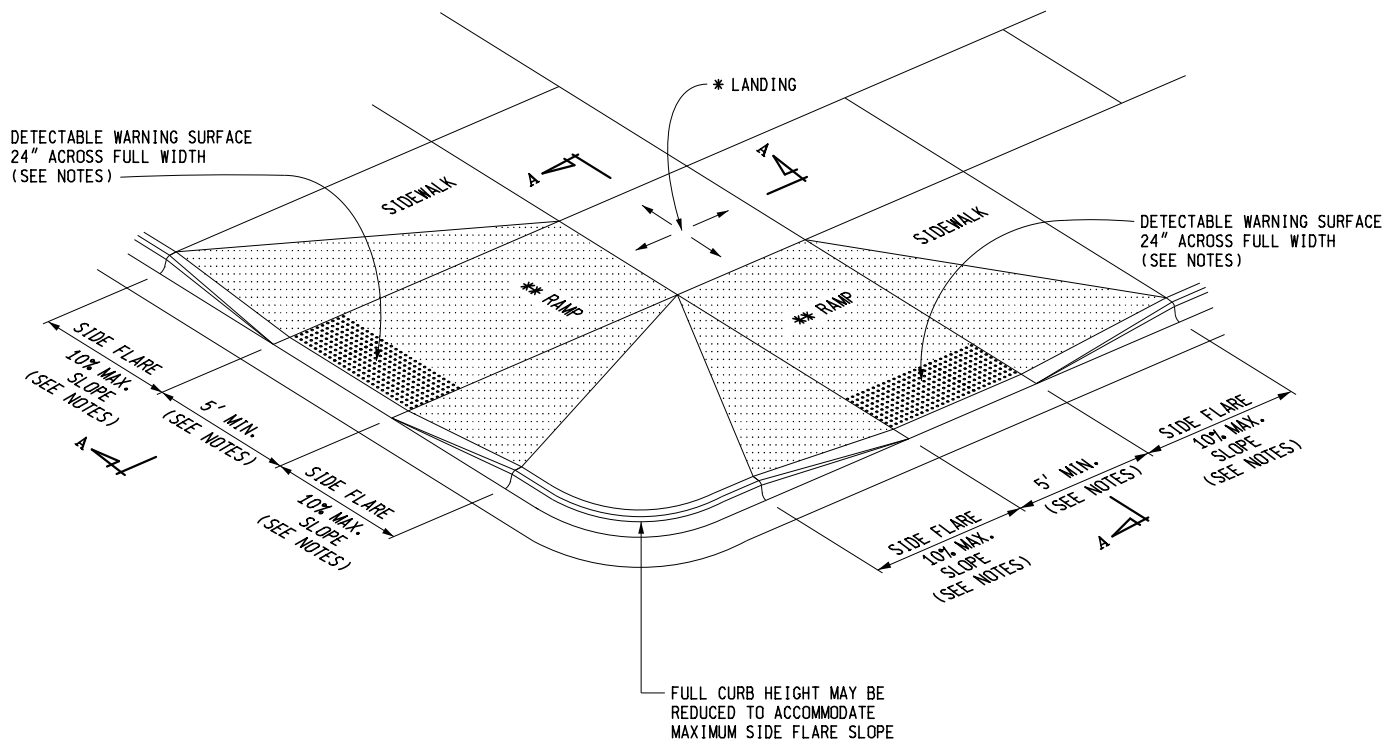 * LANDING
DETECTABLE WARNING SURFACE
24" ACROSS FULL WIDTH
(SEE NOTES)
A
A
SIDEWALK
SIDEWALK
DETECTABLE WARNING SURFACE
24" ACROSS FULL WIDTH
(SEE NOTES)
** RAMP
** RAMP
SIDE FLARE
10% MAX.
SLOPE
(SEE NOTES)
5' MIN.
(SEE NOTES)
A
SIDE FLARE
10% MAX.
SLOPE
(SEE NOTES)
SIDE FLARE
10% MAX.
SLOPE
(SEE NOTES)
5' MIN.
(SEE NOTES)
A
SIDE FLARE
10% MAX.
SLOPE
(SEE NOTES)
FULL CURB HEIGHT MAY BE
REDUCED TO ACCOMMODATE
MAXIMUM SIDE FLARE SLOPE